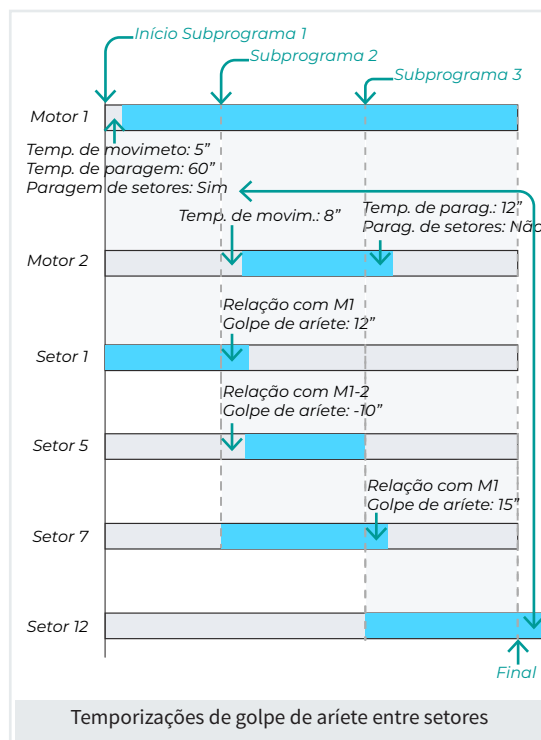 Início Subprograma 1
Subprograma 2
Subprograma 3
Motor 1
Temp. de movimeto: 5”
Temp. de paragem: 60”
Paragem de setores: Sim
Temp. de movim.: 8”
Temp. de parag.: 12”
Parag. de setores: Não
Motor 2
Relação com M1
Golpe de aríete: 12”
Setor 1
Relação com M1-2
Golpe de aríete: -10”
Setor 5
Relação com M1
Golpe de aríete: 15”
Setor 7
Setor 12
Final
Temporizações de golpe de aríete entre setores